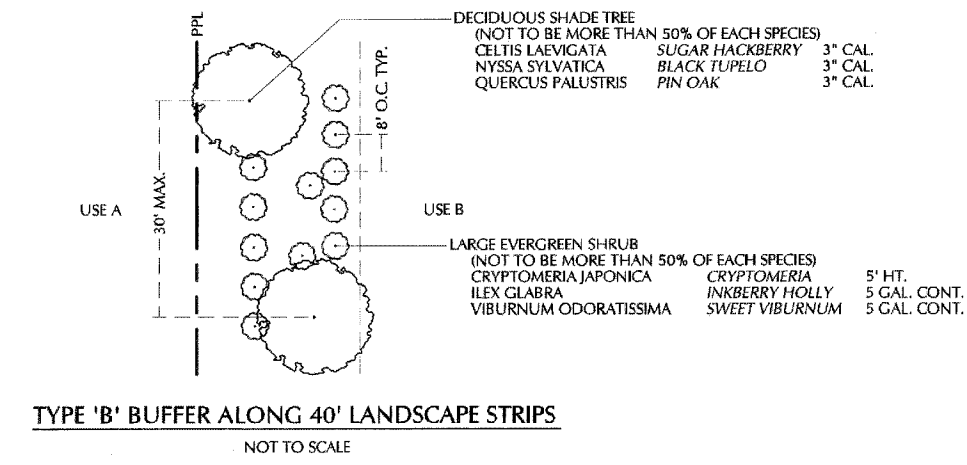 PPL
DECIDUOUS SHADE TREE
(NOT TO BE MORE THAN 50% OF EACH SPECIES)
CELTIS LAEVIGATA SUGAR HACKBERRY 3" CAL.
NYSSA SYLVATICA BLACK TUPELO 3" CAL.
QUERCUS PALUSTRIS PIN OAK 3" CAL.
8' O.C. TYP.
30' MAX.
USE A
USE B
LARGE EVERGREEN SHRUB
(NOT TO BE MORE THAN 50% OF EACH SPECIES)
CRYPTOMERIA JAPONICA CRYPTOMERIA 5' HT.
ILEX GLABRA INKBERRY HOLLY 5 GAL. CONT.
VIBURNUM ODORATISSIMA SWEET VIBURNUM 5 GAL. CONT.
TYPE 'B' BUFFER ALONG 40' LANDSCAPE STRIPS
NOT TO SCALE